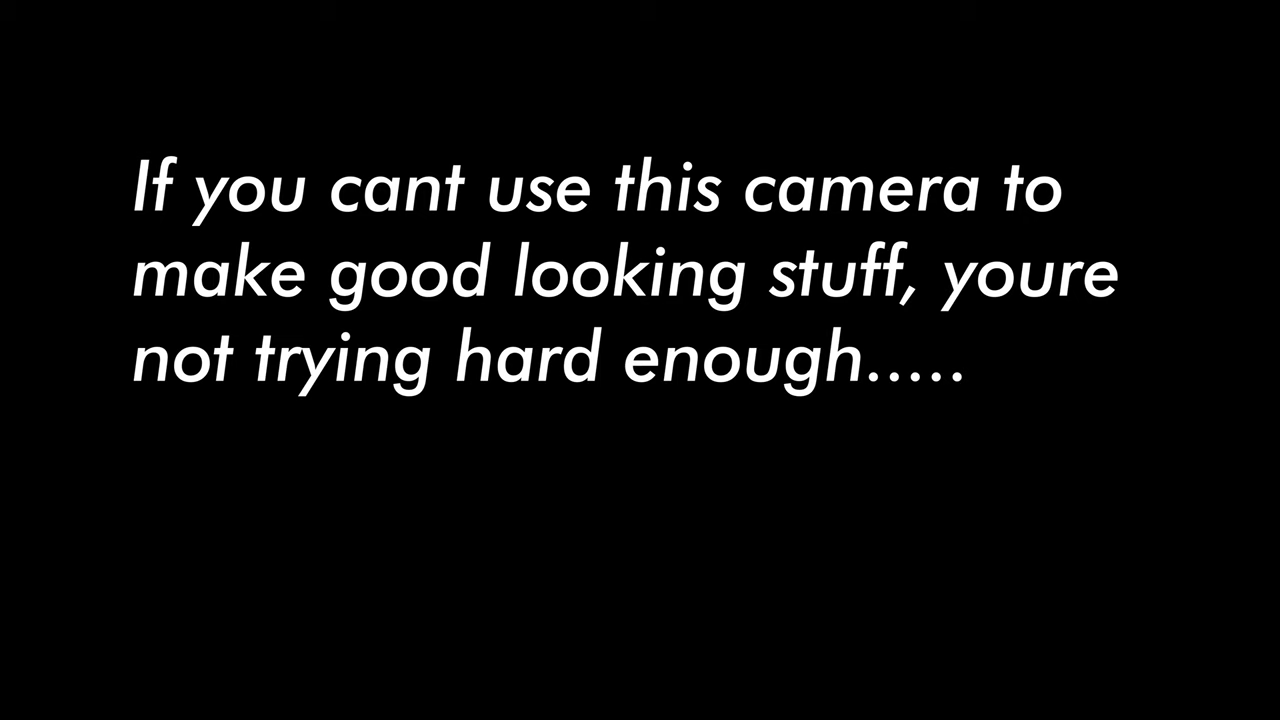 If you cant use this camera to
make good looking stuff, youre
not trying hard enough.....